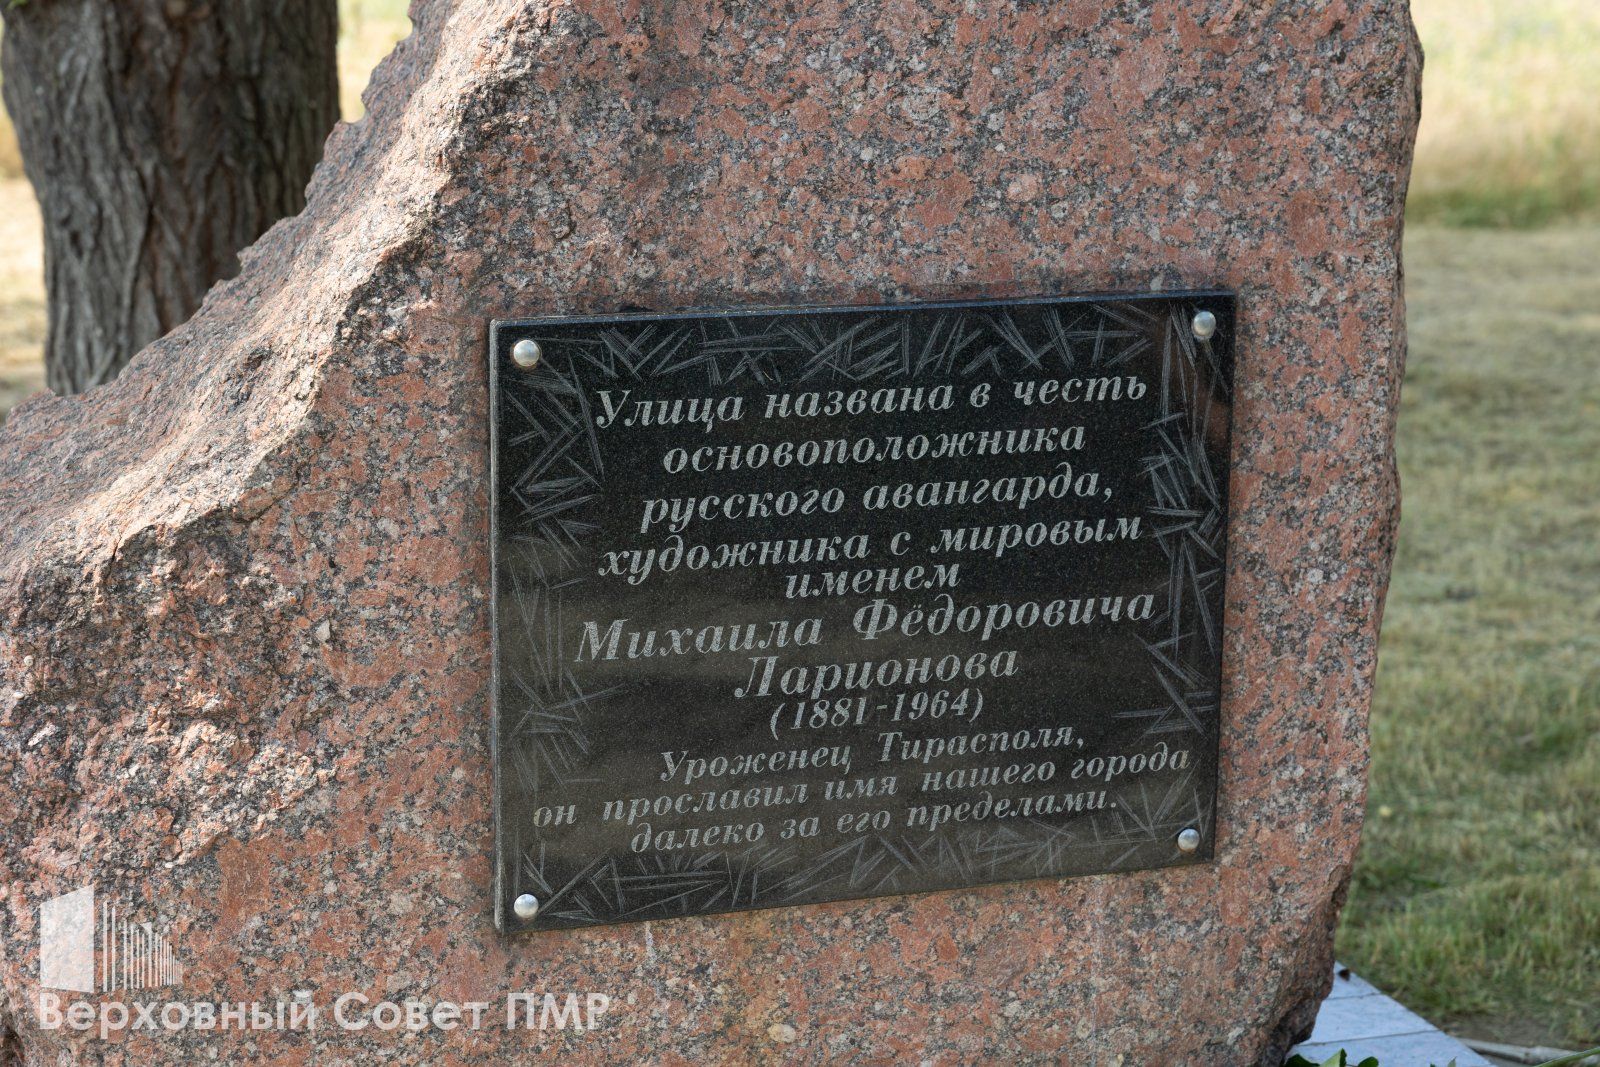 Улица названа в честь
основоположника
русского авангарда,
художника с мировым
именем
Михаила Фёдоровича
Ларионова
(1881-1964)
Уроженец Тирасполя,
он прославил имя нашего города
далеко за его пределами.
Верховный Совет ПМР